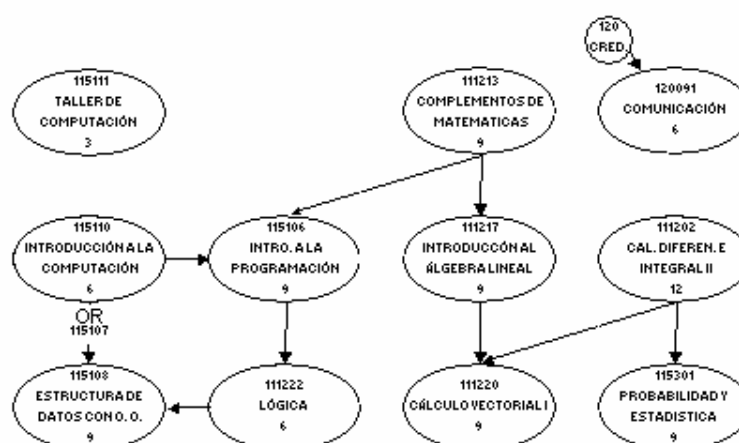 120
CRED.
115111
TALLER DE
COMPUTACIÓN
3
111213
COMPLEMENTOS DE
MATEMATICAS
9
120091
COMUNICACIÓN
6
115110
INTRODUCCIÓN A LA
COMPUTACIÓN
6
115106
INTRO. A LA
PROGRAMACIÓN
9
111217
INTRODUCCÓN AL
ÁLGEBRA LINEAL
9
111202
CAL. DIFEREN. E
INTEGRAL II
12
OR
115107
115108
ESTRUCTURA DE
DATOS CON O. O.
9
111222
LÓGICA
6
111220
CÁLCULO VECTORIAL I
9
115301
PROBABILIDAD Y
ESTADISTICA
9